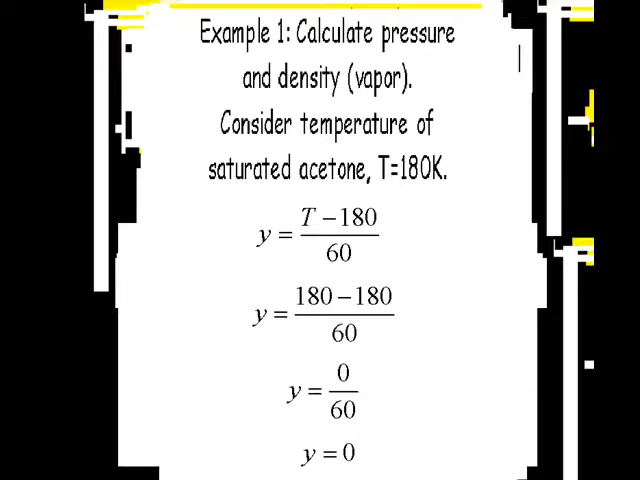 Example 1: Calculate pressure
and density (vapor).
Consider temperature of
saturated acetone, T=180K.
y = (T − 180)/60
y = (180 − 180)/60
y = 0/60
y = 0